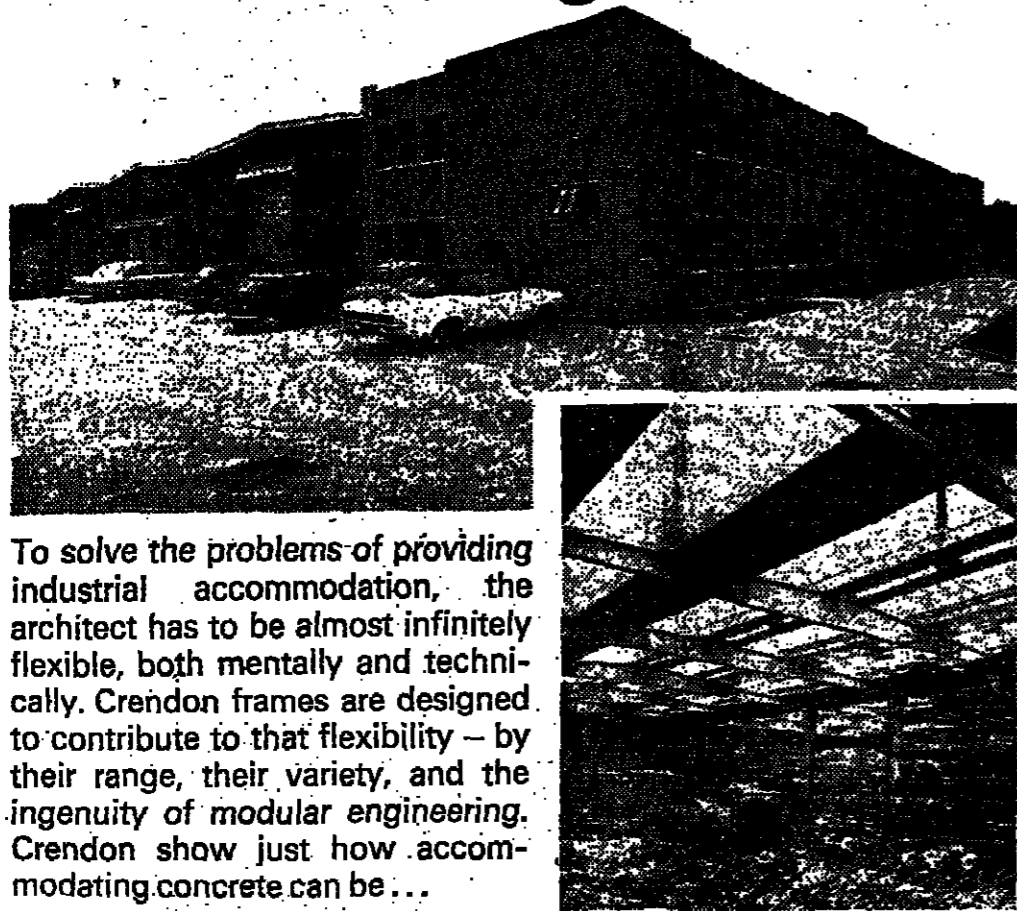 To solve the problems of providing
industrial accommodation, the
architect has to be almost infinitely
flexible, both mentally and techni-
cally. Crendon frames are designed
to contribute to that flexibility – by
their range, their variety, and the
ingenuity of modular engineering.
Crendon show just how accom-
modating concrete can be...